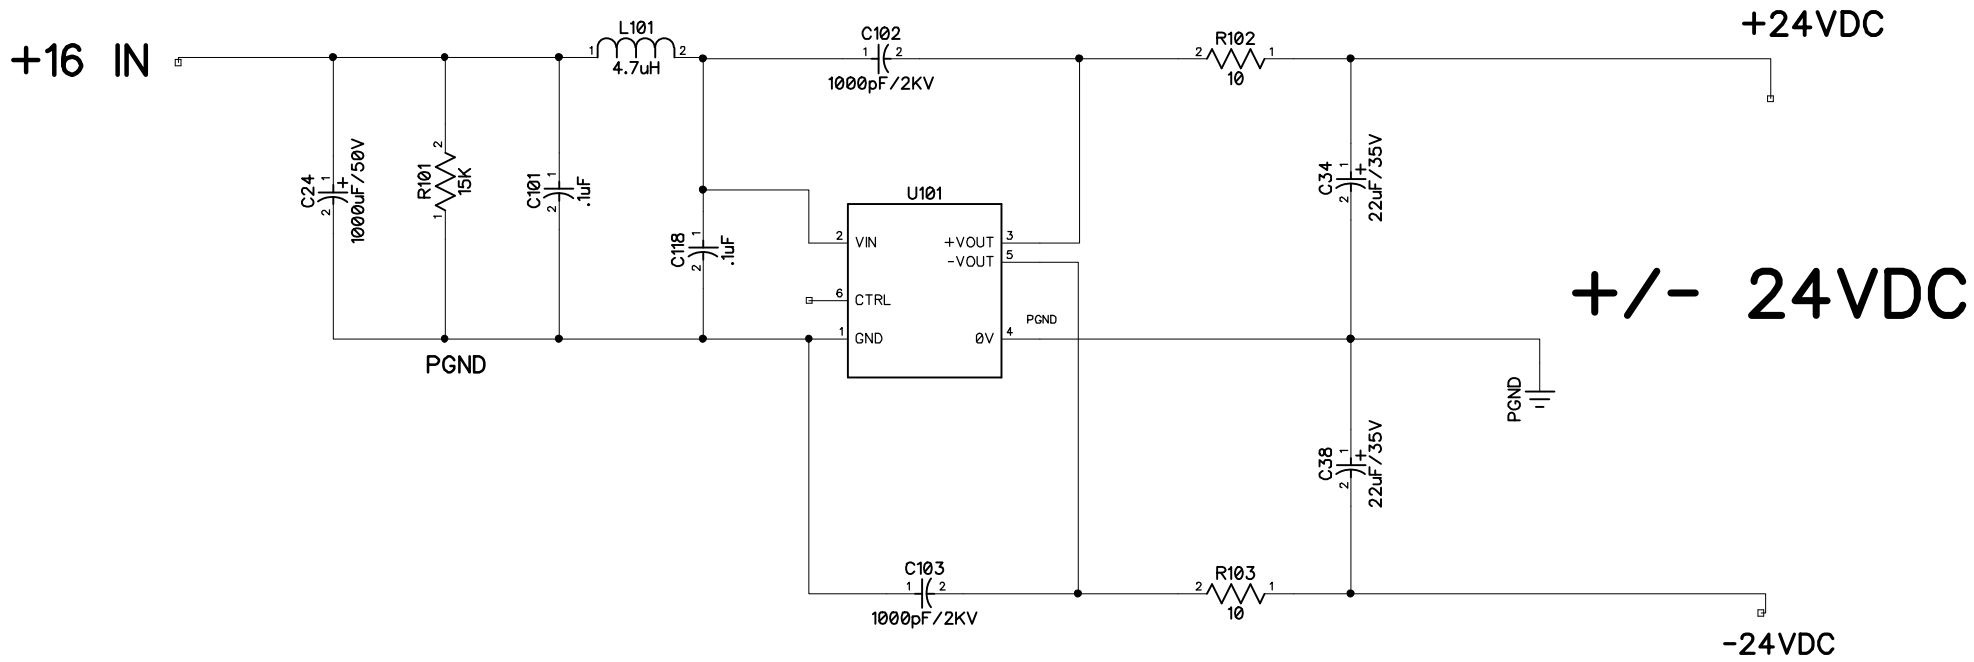 +16 IN
L101
1
2
4.7uH
C102
1
2
1000pF/2KV
R102
2
1
10
+24VDC
C24
1
+
2
1000uF/50V
R101
2
1
15K
C101
1
2
.1uF
C118
1
2
.1uF
U101
2
VIN
6
CTRL
1
GND
+VOUT
3
-VOUT
5
0V
4
PGND
C34
1
+
2
22uF/35V
+/- 24VDC
PGND
PGND
C38
1
+
2
22uF/35V
C103
1
2
1000pF/2KV
R103
2
1
10
-24VDC